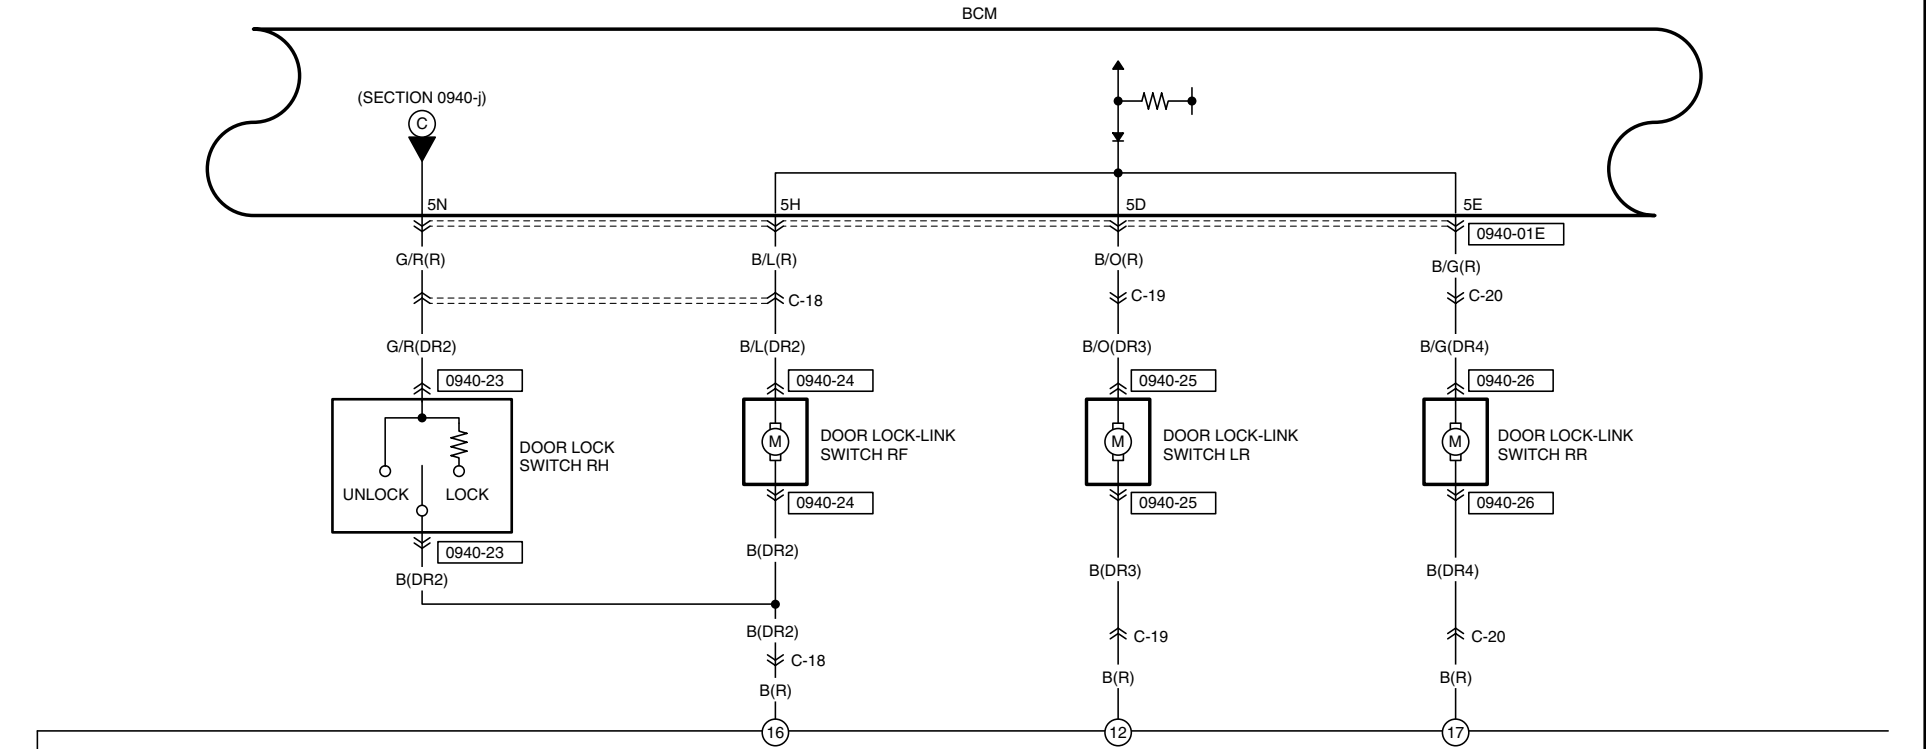 BCM
(SECTION 0940-j)
C
5N
5H
5D
5E
0940-01E
G/R(R)
B/L(R)
B/O(R)
B/G(R)
C-18
C-19
C-20
G/R(DR2)
B/L(DR2)
B/O(DR3)
B/G(DR4)
0940-23
0940-24
0940-25
0940-26
UNLOCK
LOCK
DOOR LOCK
SWITCH RH
M
DOOR LOCK-LINK
SWITCH RF
M
DOOR LOCK-LINK
SWITCH LR
M
DOOR LOCK-LINK
SWITCH RR
0940-23
0940-24
0940-25
0940-26
B(DR2)
B(DR2)
B(DR3)
B(DR4)
B(DR2)
C-18
C-19
C-20
B(R)
B(R)
B(R)
16
12
17